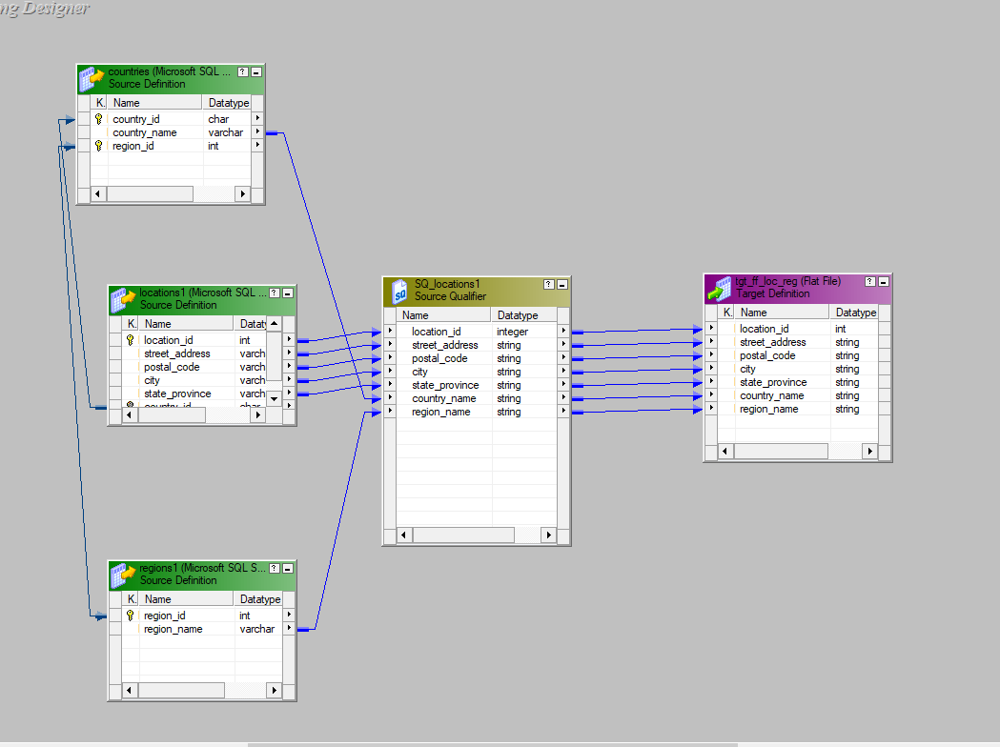 ng Designer
countries (Microsoft SQL ...
Source Definition
K. Name Datatype
country_id char
country_name varchar
region_id int
locations1 (Microsoft SQL ...
Source Definition
K. Name Dataty
location_id int
street_address varch
postal_code varch
city varch
state_province varch
country_id char
regions1 (Microsoft SQL S...
Source Definition
K. Name Datatype
region_id int
region_name varchar
SQ_locations1
Source Qualifier
Name Datatype
location_id integer
street_address string
postal_code string
city string
state_province string
country_name string
region_name string
tgt_ff_loc_reg (Flat File)
Target Definition
K. Name Datatype
location_id int
street_address string
postal_code string
city string
state_province string
country_name string
region_name string